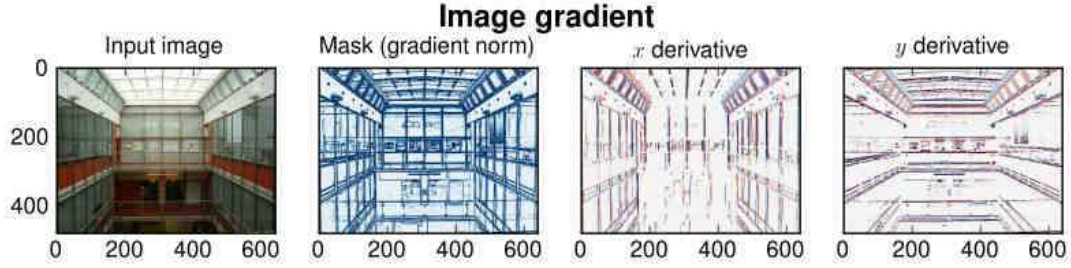 Image gradient
Input image
Mask (gradient norm)
x derivative
y derivative
0
200
400
0 200 400 600
0 200 400 600
0 200 400 600
0 200 400 600